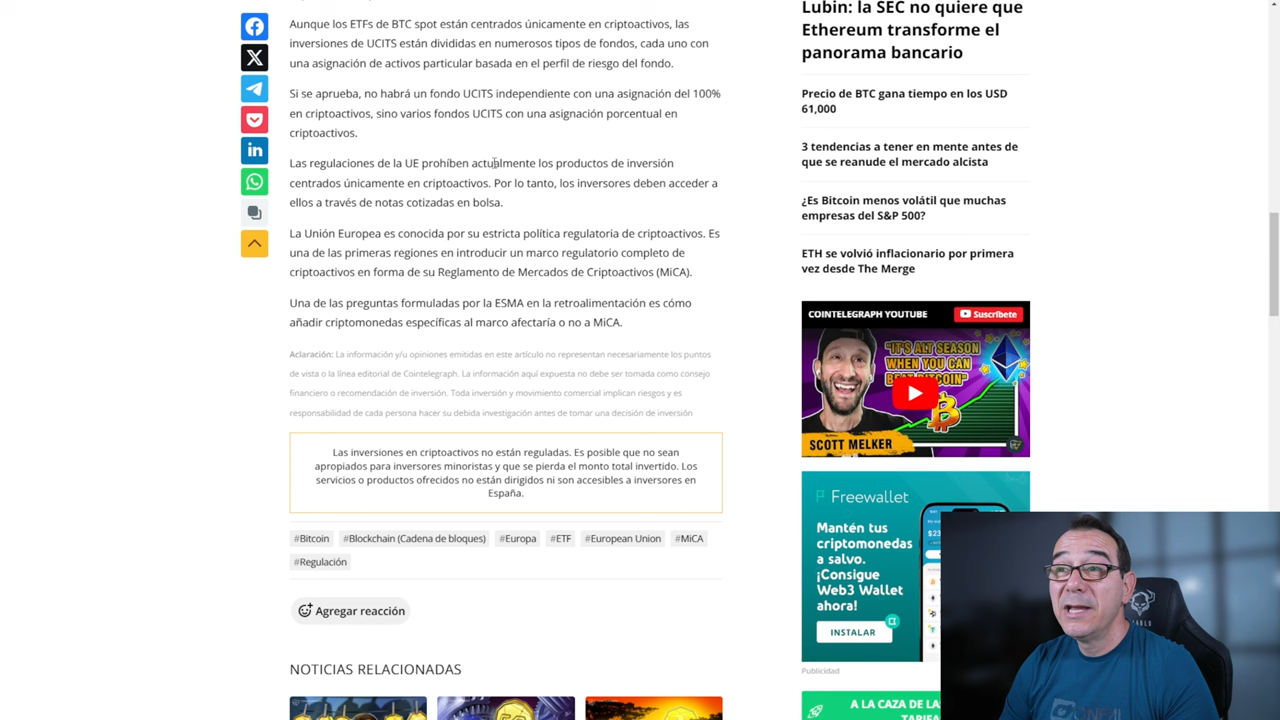 Aunque los ETFs de BTC spot están centrados únicamente en criptoactivos, las
inversiones de UCITS están divididas en numerosos tipos de fondos, cada uno con
una asignación de activos particular basada en el perfil de riesgo del fondo.
Si se aprueba, no habrá un fondo UCITS independiente con una asignación del 100%
en criptoactivos, sino varios fondos UCITS con una asignación porcentual en
criptoactivos.
Las regulaciones de la UE prohíben actualmente los productos de inversión
centrados únicamente en criptoactivos. Por lo tanto, los inversores deben acceder a
ellos a través de notas cotizadas en bolsa.
La Unión Europea es conocida por su estricta política regulatoria de criptoactivos. Es
una de las primeras regiones en introducir un marco regulatorio completo de
criptoactivos en forma de su Reglamento de Mercados de Criptoactivos (MiCA).
Una de las preguntas formuladas por la ESMA en la retroalimentación es cómo
añadir criptomonedas específicas al marco afectaría o no a MiCA.
Aclaración: La información y/u opiniones emitidas en este artículo no representan necesariamente los puntos
de vista o la línea editorial de Cointelegraph. La información aquí expuesta no debe ser tomada como consejo
financiero o recomendación de inversión. Toda inversión y movimiento comercial implican riesgos y es
responsabilidad de cada persona hacer su debida investigación antes de tomar una decisión de inversión
Las inversiones en criptoactivos no están reguladas. Es posible que no sean
apropiados para inversores minoristas y que se pierda el monto total invertido. Los
servicios o productos ofrecidos no están dirigidos ni son accesibles a inversores en
España.
#Bitcoin #Blockchain (Cadena de bloques) #Europa #ETF #European Union #MiCA
#Regulación
Agregar reacción
NOTICIAS RELACIONADAS
Lubin: la SEC no quiere que
Ethereum transforme el
panorama bancario
Precio de BTC gana tiempo en los USD
61,000
3 tendencias a tener en mente antes de
que se reanude el mercado alcista
¿Es Bitcoin menos volátil que muchas
empresas del S&P 500?
ETH se volvió inflacionario por primera
vez desde The Merge
COINTELEGRAPH YOUTUBE
Suscríbete
"IT'S ALT SEASON
WHEN YOU CAN
SCOTT MELKER
Freewallet
Mantén tus
criptomonedas
a salvo.
¡Consigue
Web3 Wallet
ahora!
INSTALAR
Publicidad
A LA CAZA DE LAS